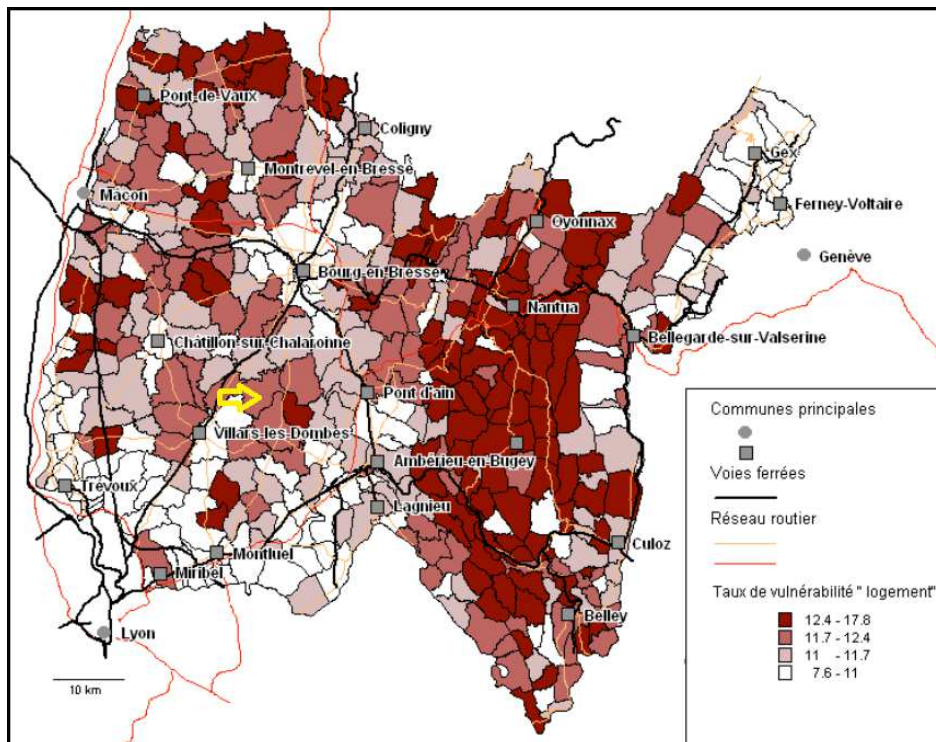 Pont-de-Vaux
Coligny
Montrevel-en-Bresse
Gex
Mâcon
Ferney-Voltaire
Oyonnax
Genève
Bourg-en-Bresse
Nantua
Bellegarde-sur-Valserine
Châtillon-sur-Chalaronne
Pont d'ain
Villars-les-Dombes
Ambérieu-en-Bugey
Trévoux
Lagnieu
Culoz
Montluel
Miribel
Belley
Lyon
10 km
Communes principales
Voies ferrées
Réseau routier
Taux de vulnérabilité " logement"
12.4 - 17.8
11.7 - 12.4
11 - 11.7
7.6 - 11